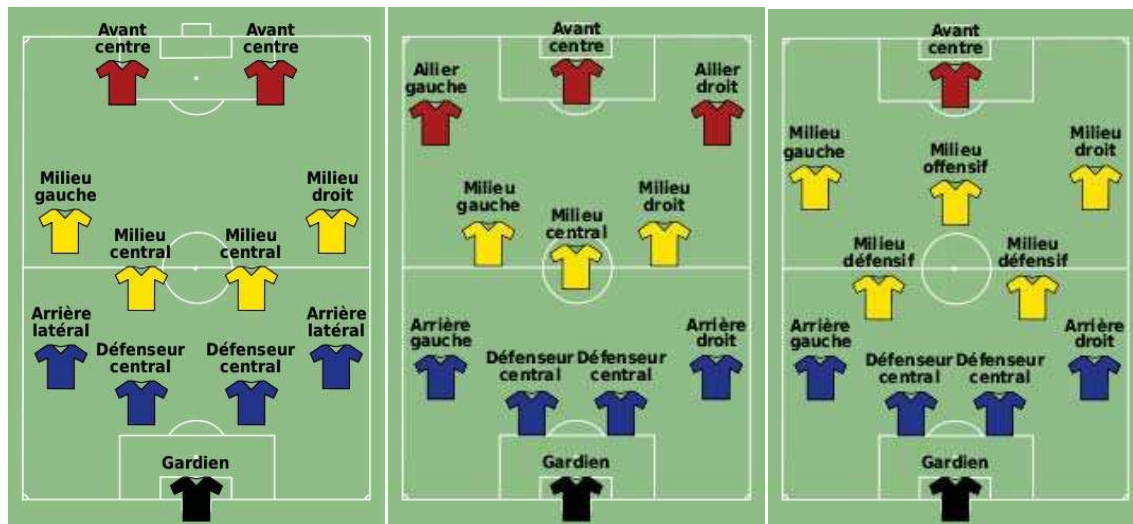 Avant
centre
Avant
centre
Milieu
gauche
Milieu
droit
Milieu
central
Milieu
central
Arrière
latéral
Arrière
latéral
Défenseur
central
Défenseur
central
Gardien
Avant
centre
Ailier
gauche
Ailier
droit
Milieu
gauche
Milieu
droit
Milieu
central
Arrière
gauche
Arrière
droit
Défenseur
central
Défenseur
central
Gardien
Avant
centre
Milieu
gauche
Milieu
droit
Milieu
offensif
Milieu
défensif
Milieu
défensif
Arrière
gauche
Arrière
droit
Défenseur
central
Défenseur
central
Gardien